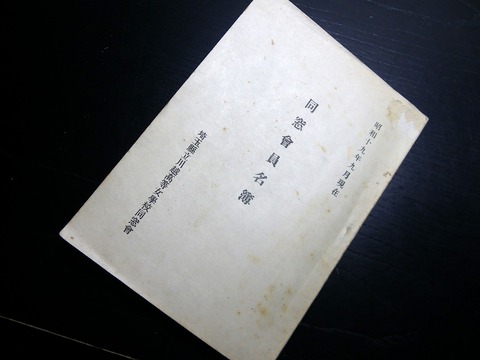 昭和十九年九月現在
同窓會員名簿
埼玉縣立川越高等女學校同窓會